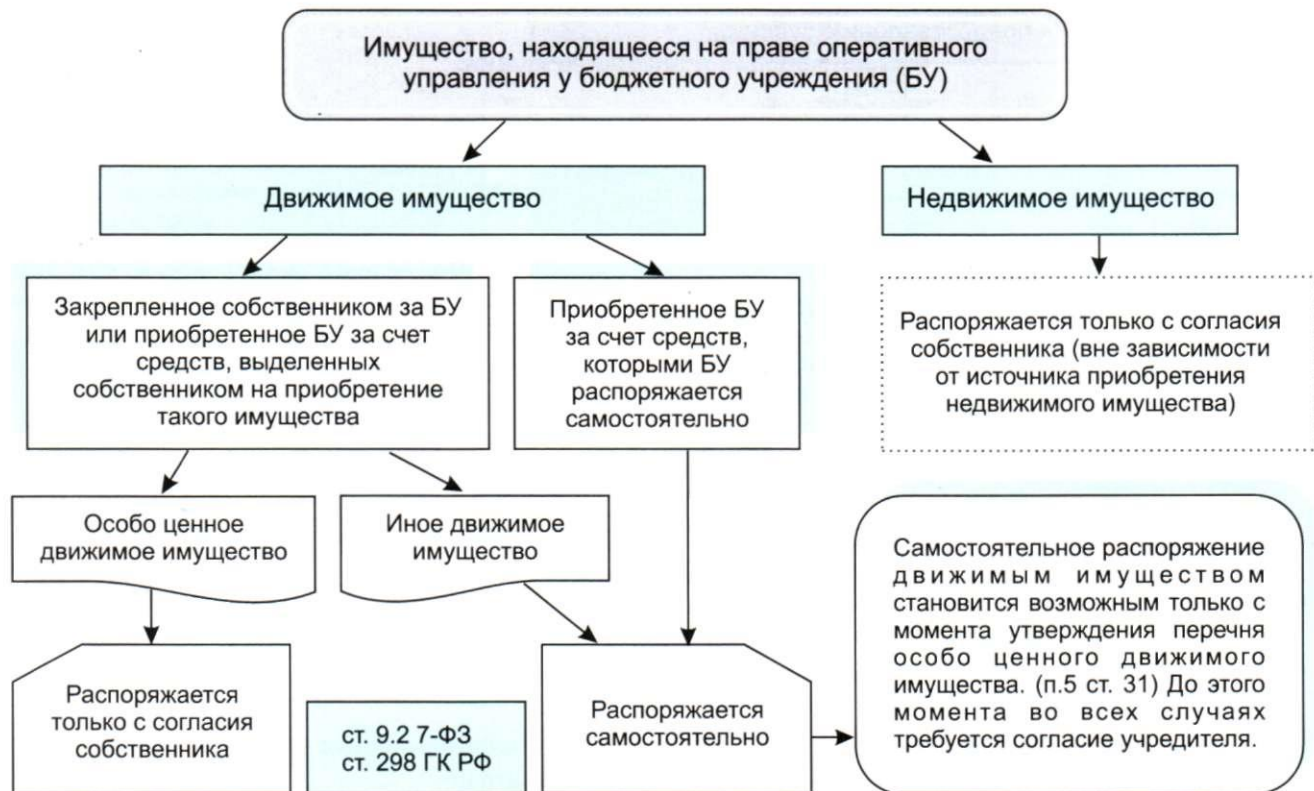 Имущество, находящееся на праве оперативного
управления у бюджетного учреждения (БУ)
Движимое имущество
Недвижимое имущество
Закрепленное собственником за БУ
или приобретенное БУ за счет
средств, выделенных
собственником на приобретение
такого имущества
Приобретенное БУ
за счет средств,
которыми БУ
распоряжается
самостоятельно
Распоряжается только с согласия
собственника (вне зависимости
от источника приобретения
недвижимого имущества)
Особо ценное
движимое имущество
Иное движимое
имущество
Самостоятельное распоряжение
движимым имуществом
становится возможным только с
момента утверждения перечня
особо ценного движимого
имущества. (п.5 ст. 31) До этого
момента во всех случаях
требуется согласие учредителя.
Распоряжается
только с согласия
собственника
ст. 9.2 7-ФЗ
ст. 298 ГК РФ
Распоряжается
самостоятельно